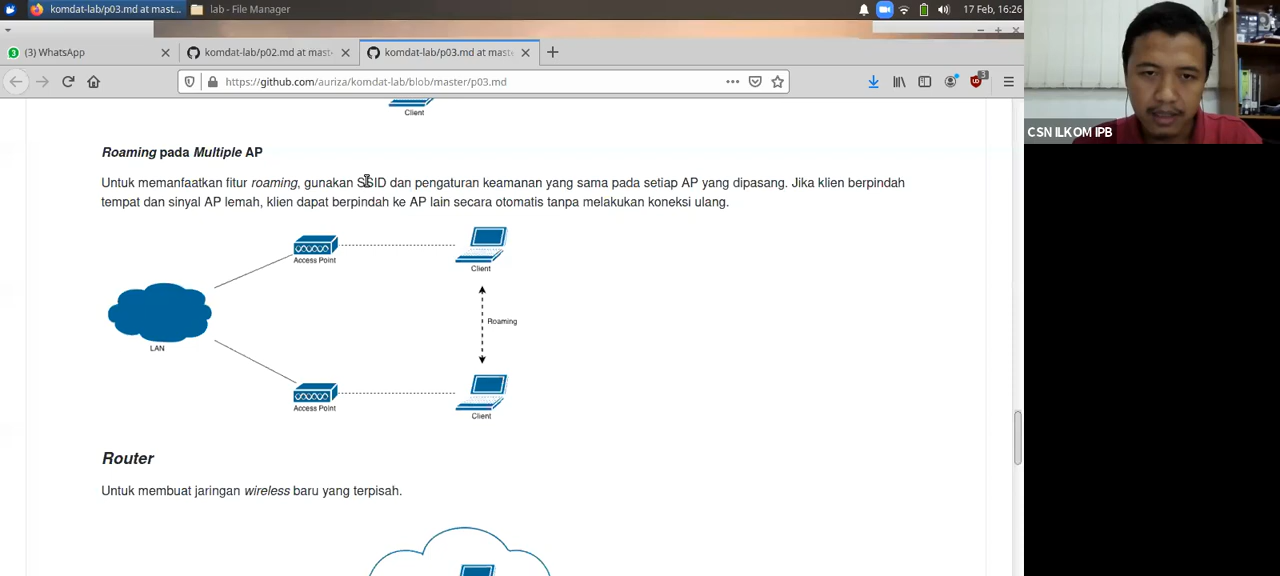 komdat-lab/p03.md at mast...
lab - File Manager
17 Feb, 16:26
(3) WhatsApp
komdat-lab/p02.md at mast
komdat-lab/p03.md at mast
https://github.com/auriza/komdat-lab/blob/master/p03.md
3
Client
CSN ILKOM IPB
Roaming pada Multiple AP
Untuk memanfaatkan fitur roaming, gunakan SSID dan pengaturan keamanan yang sama pada setiap AP yang dipasang. Jika klien berpindah
tempat dan sinyal AP lemah, klien dapat berpindah ke AP lain secara otomatis tanpa melakukan koneksi ulang.
Access Point
Client
Roaming
LAN
Access Point
Client
Router
Untuk membuat jaringan wireless baru yang terpisah.